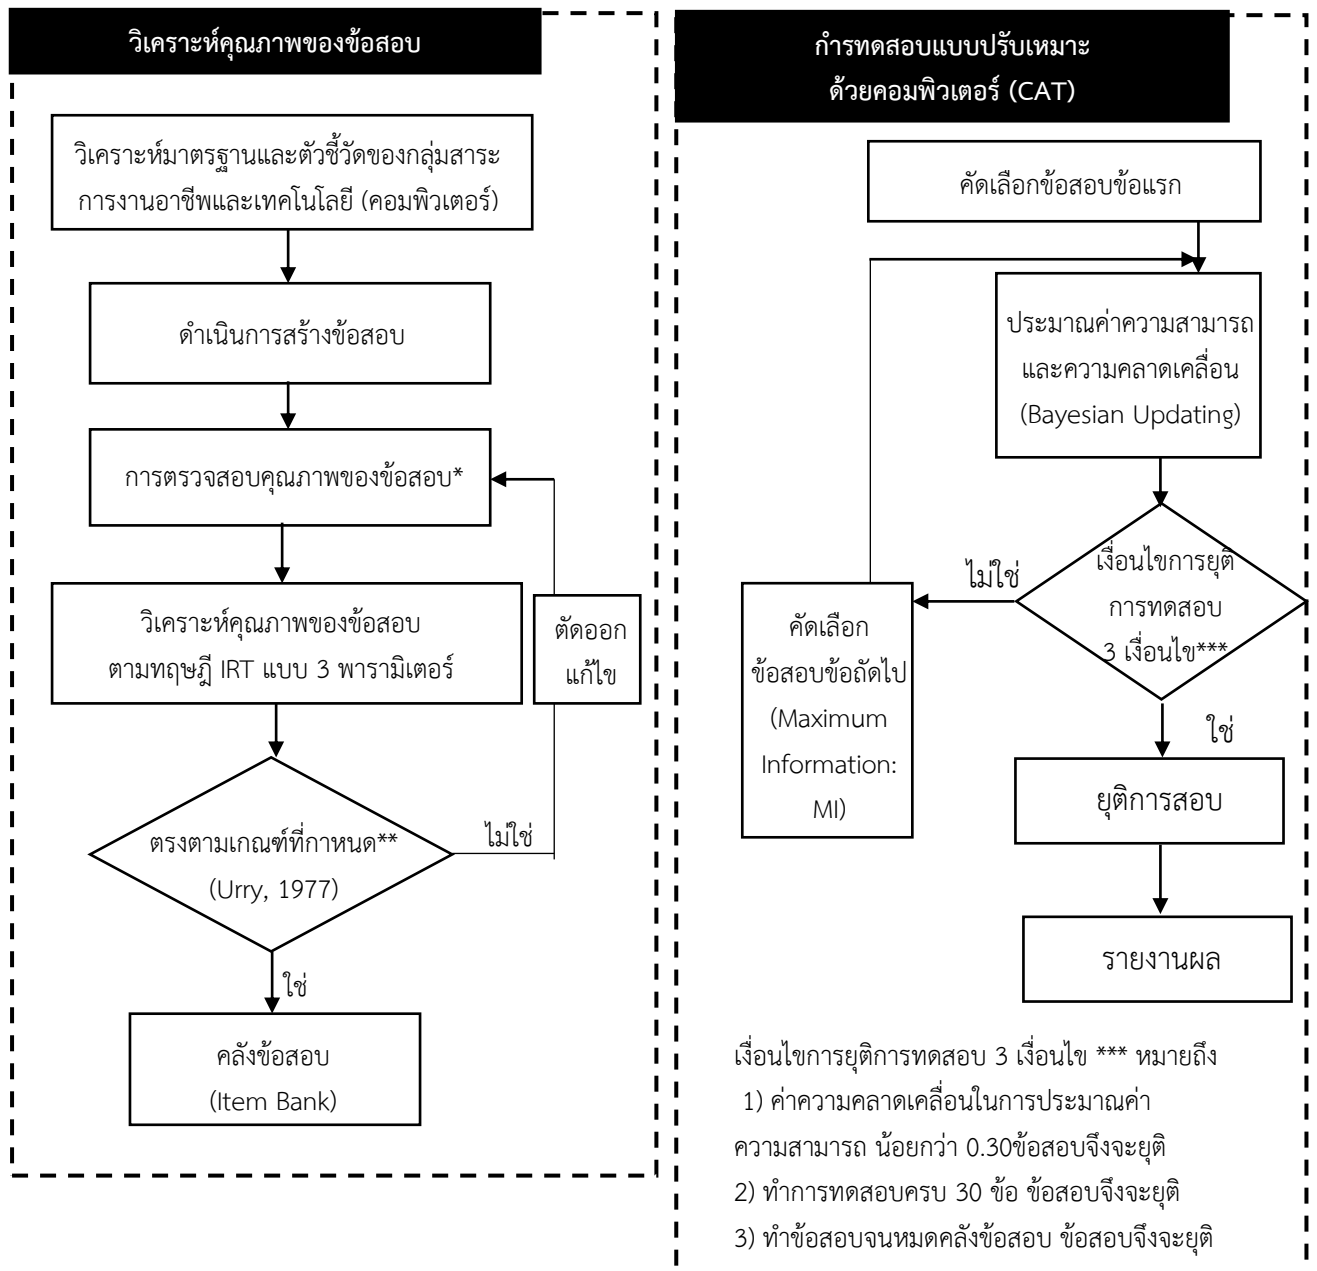 วิเคราะห์คุณภาพของข้อสอบ
วิเคราะห์มาตรฐานและตัวชี้วัดของกลุ่มสาระ
การงานอาชีพและเทคโนโลยี (คอมพิวเตอร์)
ดำเนินการสร้างข้อสอบ
การตรวจสอบคุณภาพของข้อสอบ*
วิเคราะห์คุณภาพของข้อสอบ
ตามทฤษฎี IRT แบบ 3 พารามิเตอร์
ตัดออก
แก้ไข
ตรงตามเกณฑ์ที่กาหนด**
(Urry, 1977)
ไม่ใช่
ใช่
คลังข้อสอบ
(Item Bank)
กำรทดสอบแบบปรับเหมาะ
ด้วยคอมพิวเตอร์ (CAT)
คัดเลือกข้อสอบข้อแรก
ประมาณค่าความสามารถ
และความคลาดเคลื่อน
(Bayesian Updating)
เงื่อนไขการยุติ
การทดสอบ
3 เงื่อนไข***
ไม่ใช่
คัดเลือก
ข้อสอบข้อถัดไป
(Maximum
Information:
MI)
ใช่
ยุติการสอบ
รายงานผล
เงื่อนไขการยุติการทดสอบ 3 เงื่อนไข *** หมายถึง
1) ค่าความคลาดเคลื่อนในการประมาณค่า
ความสามารถ น้อยกว่า 0.30ข้อสอบจึงจะยุติ
2) ทำการทดสอบครบ 30 ข้อ ข้อสอบจึงจะยุติ
3) ทำข้อสอบจนหมดคลังข้อสอบ ข้อสอบจึงจะยุติ